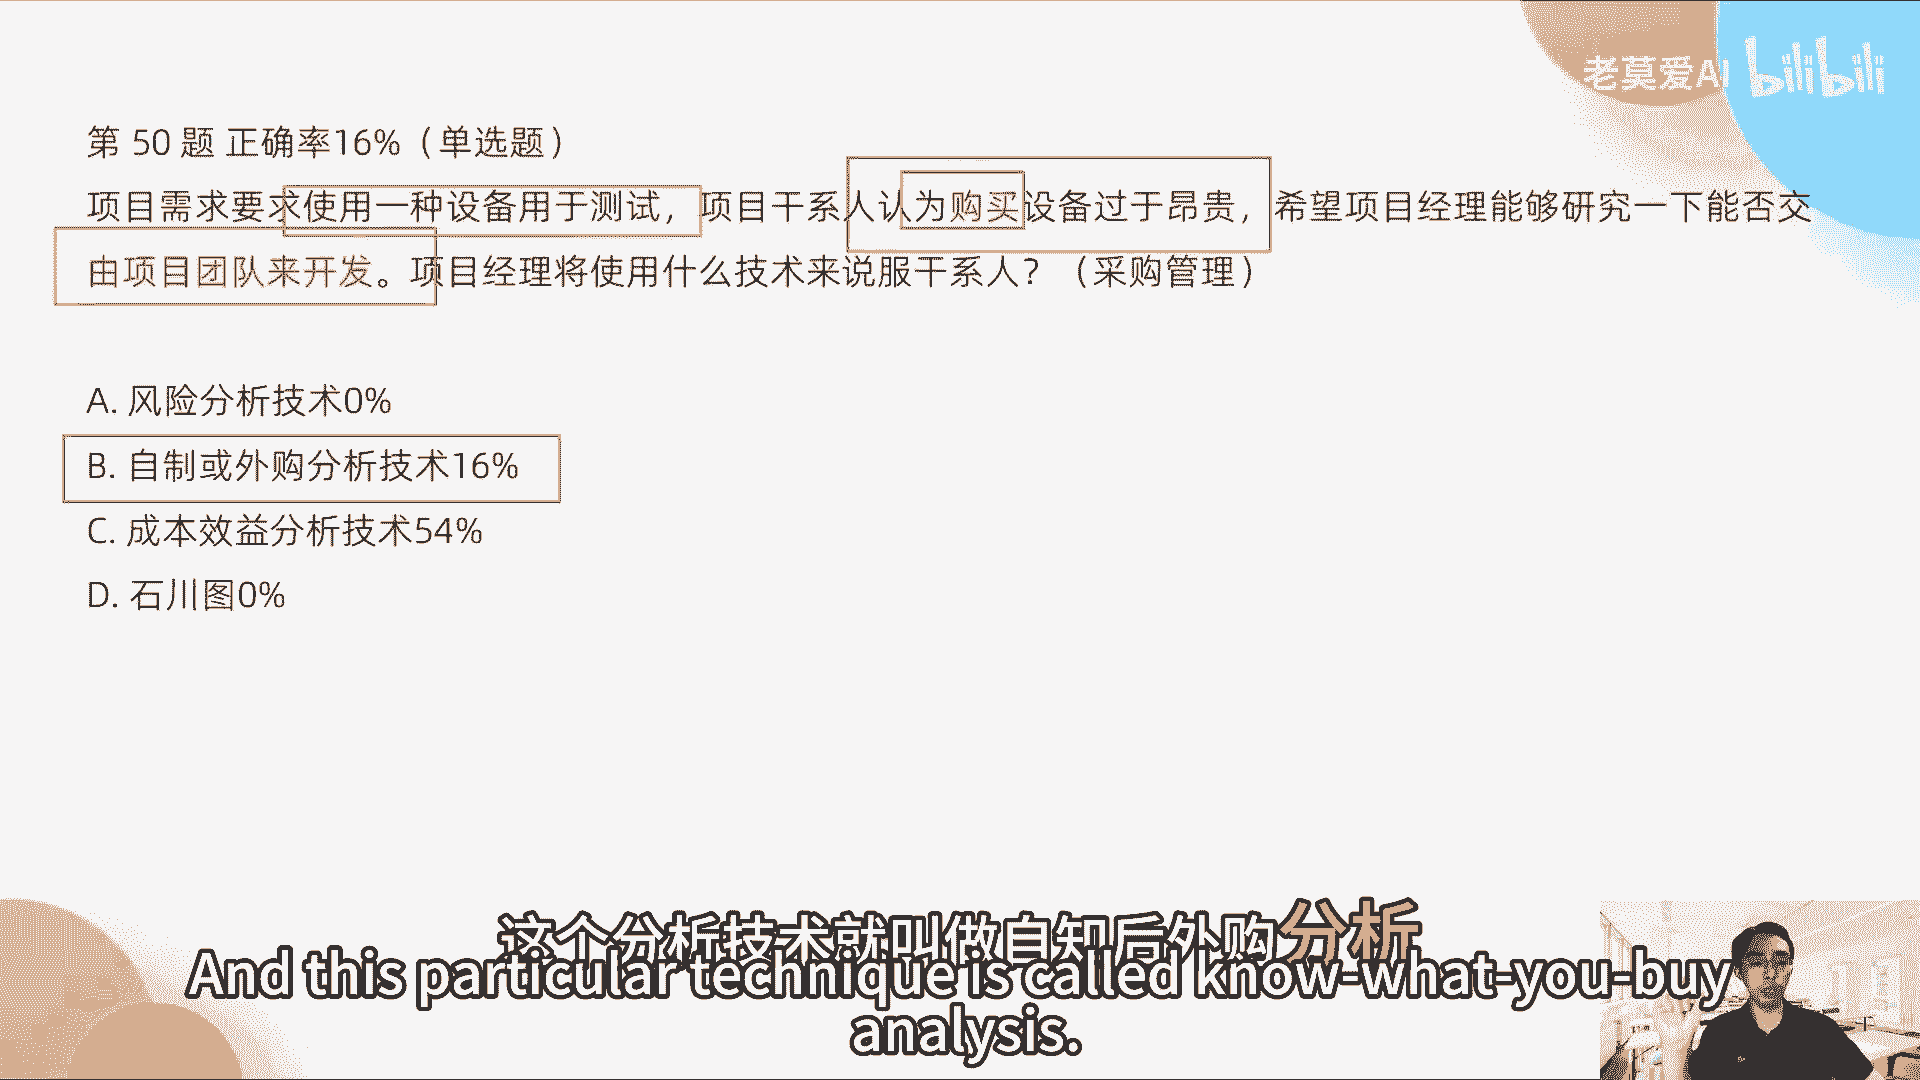 老莫爱AI bilibili
第 50 题 正确率16%（单选题）
项目需求要求使用一种设备用于测试，项目干系人认为购买设备过于昂贵，希望项目经理能够研究一下能否交
由项目团队来开发。项目经理将使用什么技术来说服干系人？（采购管理）
A. 风险分析技术0%
B. 自制或外购分析技术16%
C. 成本效益分析技术54%
D. 石川图0%
这个分析技术就叫做自知后外购分析
And this particular technique is called know-what-you-buy
analysis.